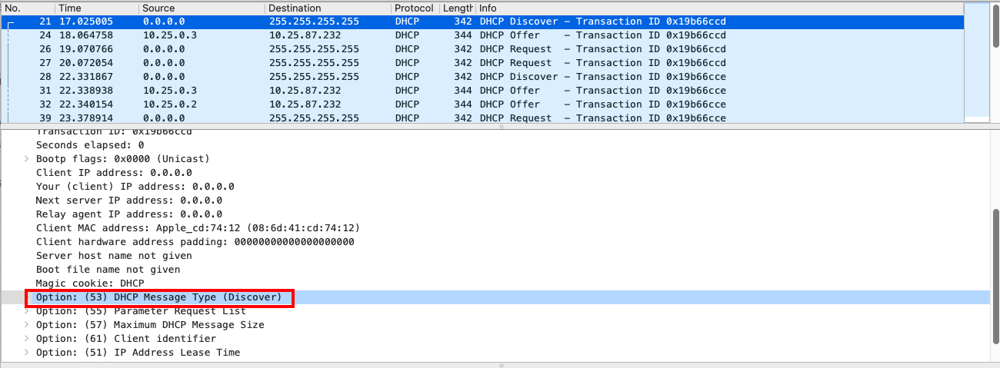 No. Time Source Destination Protocol Length Info
21 17.025005 0.0.0.0 255.255.255.255 DHCP 342 DHCP Discover – Transaction ID 0x19b66ccd
24 18.064758 10.25.0.3 10.25.87.232 DHCP 344 DHCP Offer – Transaction ID 0x19b66ccd
26 19.070766 0.0.0.0 255.255.255.255 DHCP 342 DHCP Request – Transaction ID 0x19b66ccd
27 20.072054 0.0.0.0 255.255.255.255 DHCP 342 DHCP Request – Transaction ID 0x19b66ccd
28 22.331867 0.0.0.0 255.255.255.255 DHCP 342 DHCP Discover – Transaction ID 0x19b66cce
31 22.338938 10.25.0.3 10.25.87.232 DHCP 344 DHCP Offer – Transaction ID 0x19b66cce
32 22.340154 10.25.0.2 10.25.87.232 DHCP 344 DHCP Offer – Transaction ID 0x19b66cce
39 23.378914 0.0.0.0 255.255.255.255 DHCP 342 DHCP Request – Transaction ID 0x19b66cce
Transaction ID: 0x19b66ccd
Seconds elapsed: 0
Bootp flags: 0x0000 (Unicast)
Client IP address: 0.0.0.0
Your (client) IP address: 0.0.0.0
Next server IP address: 0.0.0.0
Relay agent IP address: 0.0.0.0
Client MAC address: Apple_cd:74:12 (08:6d:41:cd:74:12)
Client hardware address padding: 00000000000000000000
Server host name not given
Boot file name not given
Magic cookie: DHCP
Option: (53) DHCP Message Type (Discover)
Option: (55) Parameter Request List
Option: (57) Maximum DHCP Message Size
Option: (61) Client identifier
Option: (51) IP Address Lease Time